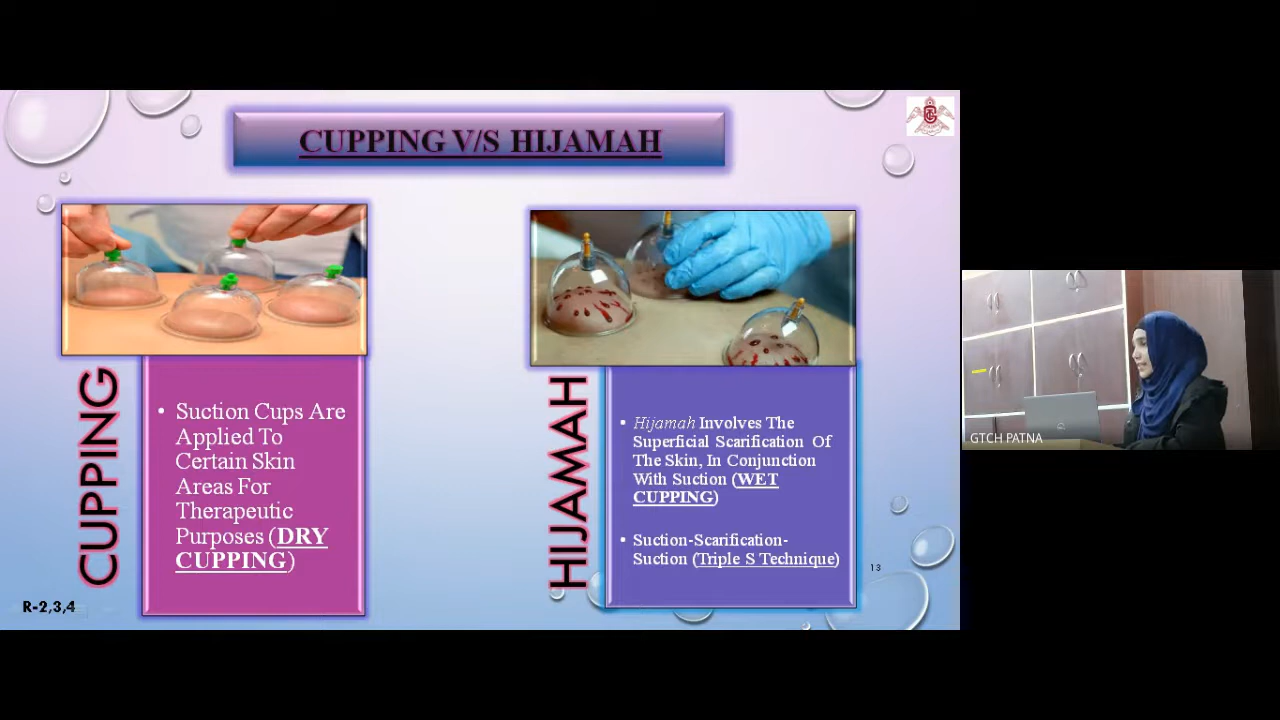 CUPPING V/S HIJAMAH
CUPPING
• Suction Cups Are
Applied To
Certain Skin
Areas For
Therapeutic
Purposes (DRY
CUPPING)
HIJAMAH
• Hijamah Involves The
Superficial Scarification Of
The Skin, In Conjunction
With Suction (WET
CUPPING)
• Suction-Scarification-
Suction (Triple S Technique)
13
R-2,3,4
GTCH PATNA